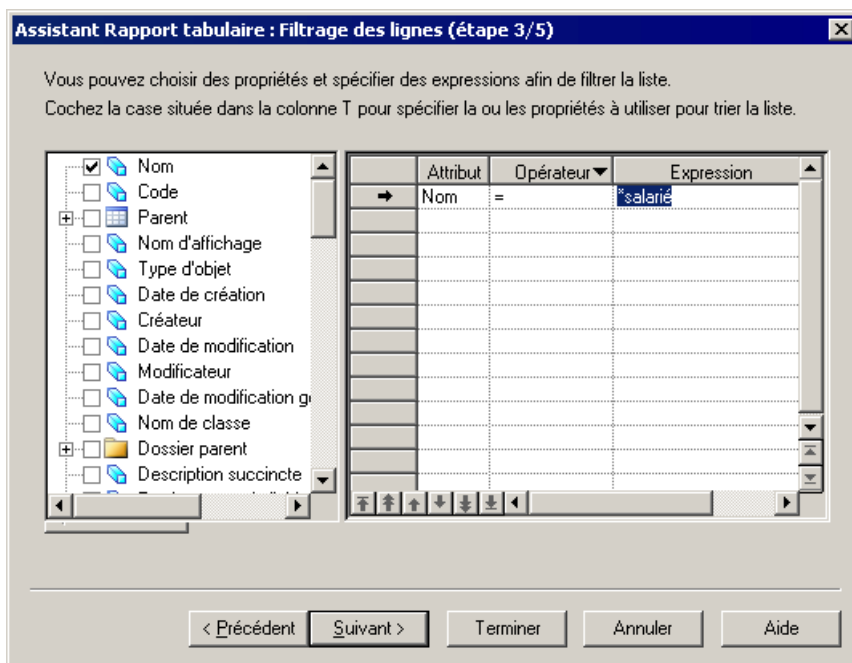 Assistant Rapport tabulaire : Filtrage des lignes (étape 3/5)
Vous pouvez choisir des propriétés et spécifier des expressions afin de filtrer la liste.
Cochez la case située dans la colonne T pour spécifier la ou les propriétés à utiliser pour trier la liste.
Nom
Code
Parent
Nom d'affichage
Type d'objet
Date de création
Créateur
Date de modification
Modificateur
Date de modification g
Nom de classe
Dossier parent
Description succincte
Attribut Opérateur Expression
Nom = *salarié
< Précédent Suivant > Terminer Annuler Aide